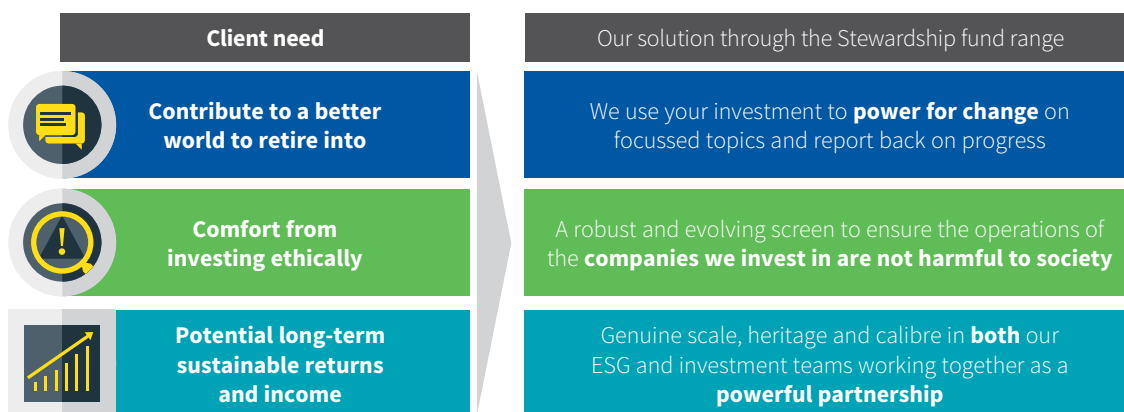 Client need
Our solution through the Stewardship fund range
Contribute to a better
world to retire into
We use your investment to power for change on
focussed topics and report back on progress
Comfort from
investing ethically
A robust and evolving screen to ensure the operations of
the companies we invest in are not harmful to society
Potential long-term
sustainable returns
and income
Genuine scale, heritage and calibre in both our
ESG and investment teams working together as a
powerful partnership